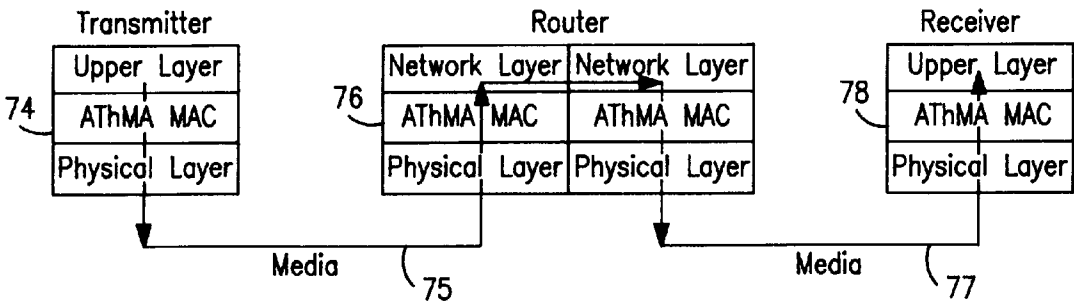 Transmitter
Upper Layer
AThMA MAC
Physical Layer
74
Router
Network Layer Network Layer
AThMA MAC AThMA MAC
Physical Layer Physical Layer
76
Receiver
Upper Layer
AThMA MAC
Physical Layer
78
Media
75
Media
77